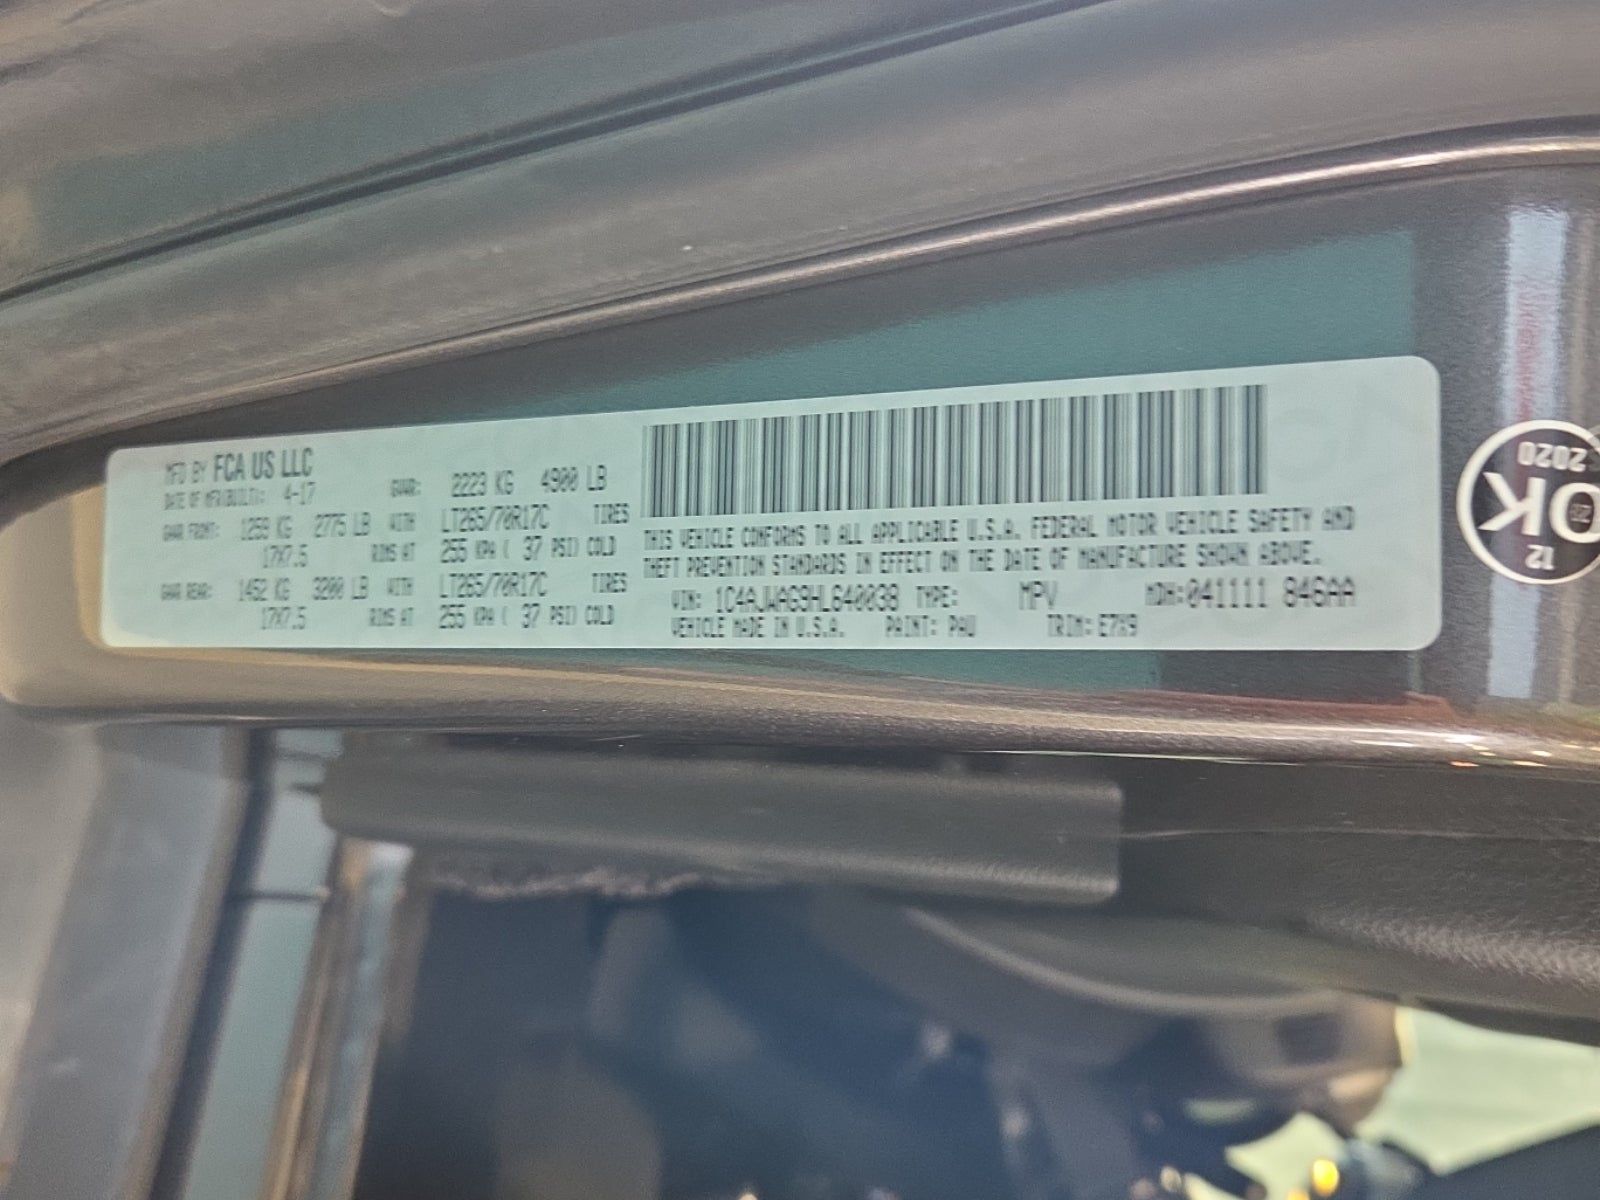 MFD BY FCA US LLC
DATE OF MFR(BUILT): 4-17 GVWR: 2223 KG 4900 LB
GAWR FRONT: 1259 KG 2775 LB WITH LT265/70R17C TIRES
17X7.5 RIMS AT 255 KPA ( 37 PSI) COLD
GAWR REAR: 1452 KG 3200 LB WITH LT265/70R17C TIRES
17X7.5 RIMS AT 255 KPA ( 37 PSI) COLD
THIS VEHICLE CONFORMS TO ALL APPLICABLE U.S.A. FEDERAL MOTOR VEHICLE SAFETY AND
THEFT PREVENTION STANDARDS IN EFFECT ON THE DATE OF MANUFACTURE SHOWN ABOVE.
VIN: 1C4AJWAG9HL640038 TYPE: MPV MDH:041111 846AA
VEHICLE MADE IN U.S.A. PAINT: PAU TRIM: E7X9
2020
OK
12